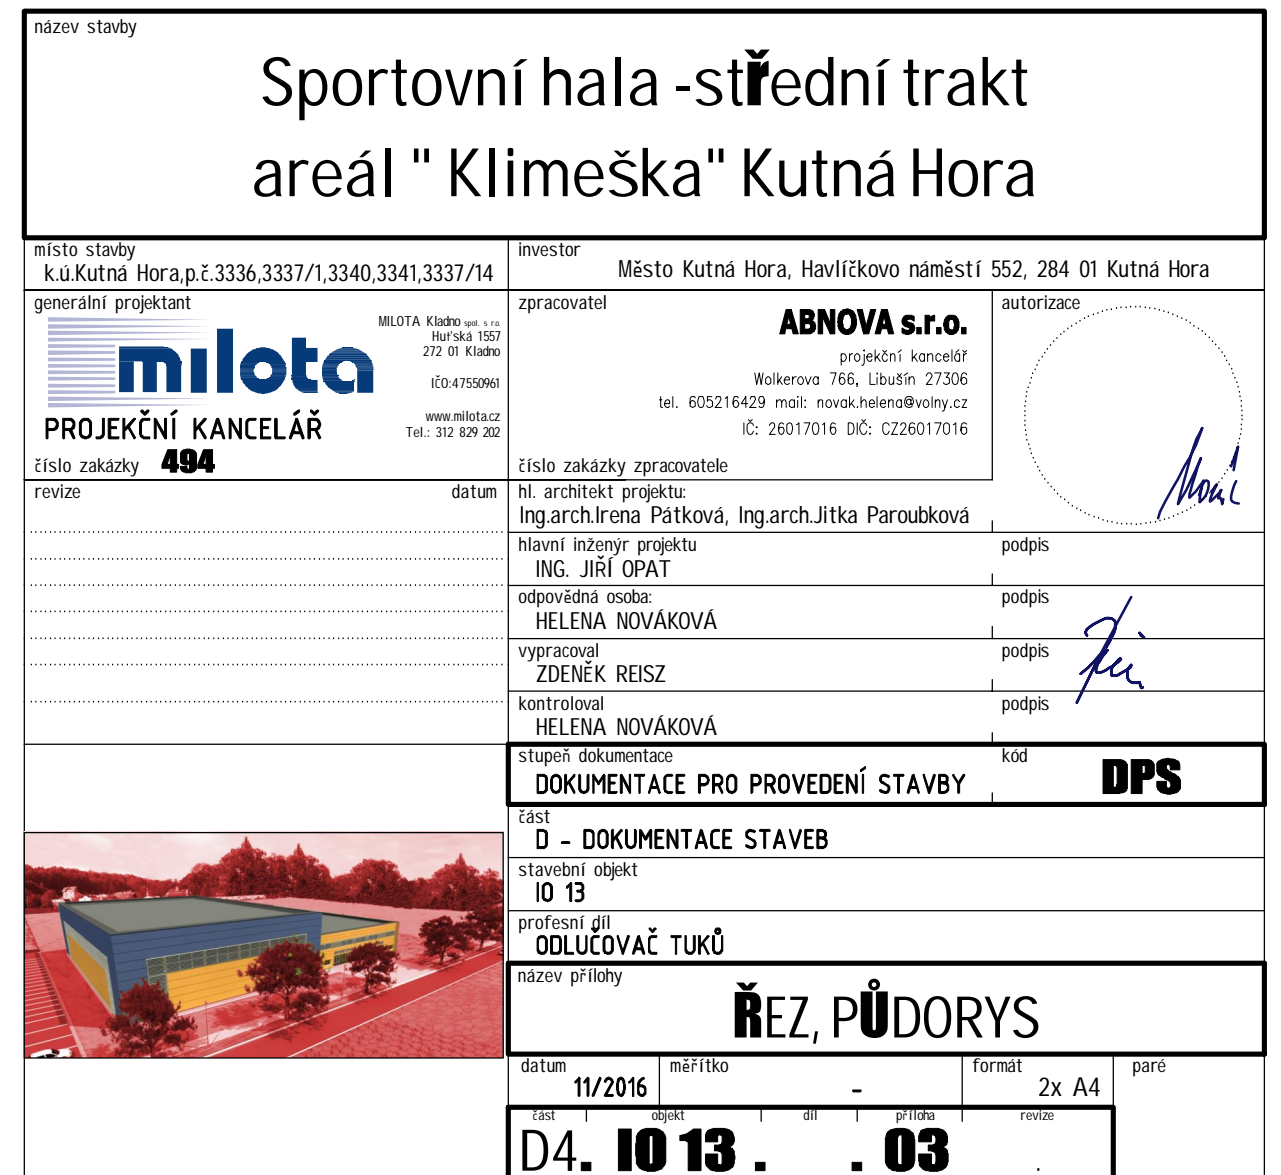 název stavby
Sportovní hala -střední trakt
areál " Klimeška" Kutná Hora
místo stavby
k.ú.Kutná Hora,p.č.3336,3337/1,3340,3341,3337/14
investor
Město Kutná Hora, Havlíčkovo náměstí 552, 284 01 Kutná Hora
generální projektant
milota
PROJEKČNÍ KANCELÁŘ
MILOTA Kladno spol. s r.o.
Huťská 1557
272 01 Kladno
IČO:47550961
www.milota.cz
Tel.: 312 829 202
číslo zakázky 494
zpracovatel
ABNOVA s.r.o.
projekční kancelář
Wolkerova 766, Libušín 27306
tel. 605216429 mail: novak.helena@volny.cz
IČ: 26017016 DIČ: CZ26017016
číslo zakázky zpracovatele
autorizace
revize datum
hl. architekt projektu:
Ing.arch.Irena Pátková, Ing.arch.Jitka Paroubková
hlavní inženýr projektu podpis
ING. JIŘÍ OPAT
odpovědná osoba: podpis
HELENA NOVÁKOVÁ
vypracoval podpis
ZDENĚK REISZ
kontroloval podpis
HELENA NOVÁKOVÁ
stupeň dokumentace kód
DOKUMENTACE PRO PROVEDENÍ STAVBY DPS
část
D - DOKUMENTACE STAVEB
stavební objekt
IO 13
profesní díl
ODLUČOVAČ TUKŮ
název přílohy
ŘEZ, PŮDORYS
datum měřítko formát paré
11/2016 - 2x A4
část objekt díl příloha revize
D4. IO 13 . . 03 .